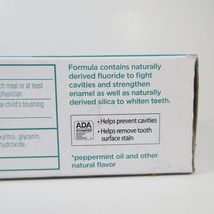 ch meal or at least
physician
e child's brushing
xylitol, glycerin,
hydroxide,
Formula contains naturally
derived fluoride to fight
cavities and strengthen
enamel as well as naturally
derived silica to whiten teeth.
ADA
Accepted
• Helps prevent cavities
• Helps remove tooth
surface stain
*peppermint oil and other
natural flavor